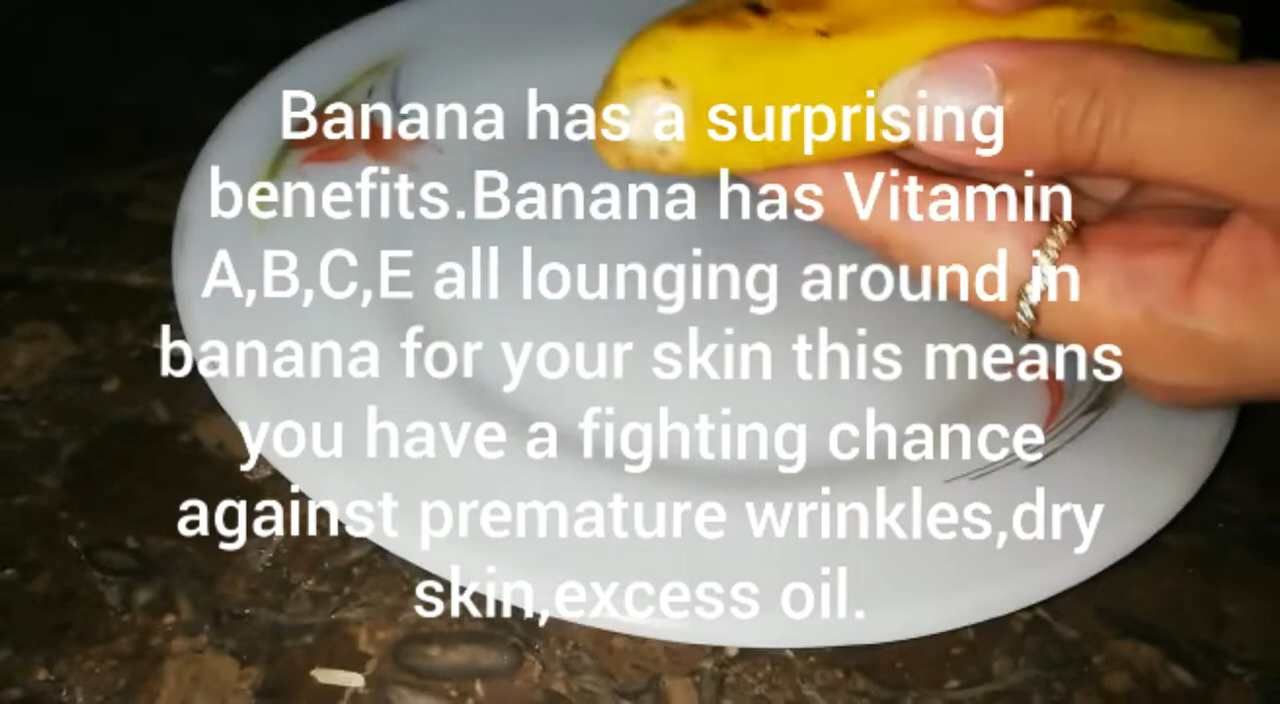 Banana has a surprising
benefits.Banana has Vitamin
A,B,C,E all lounging around in
banana for your skin this means
you have a fighting chance
against premature wrinkles,dry
skin,excess oil.